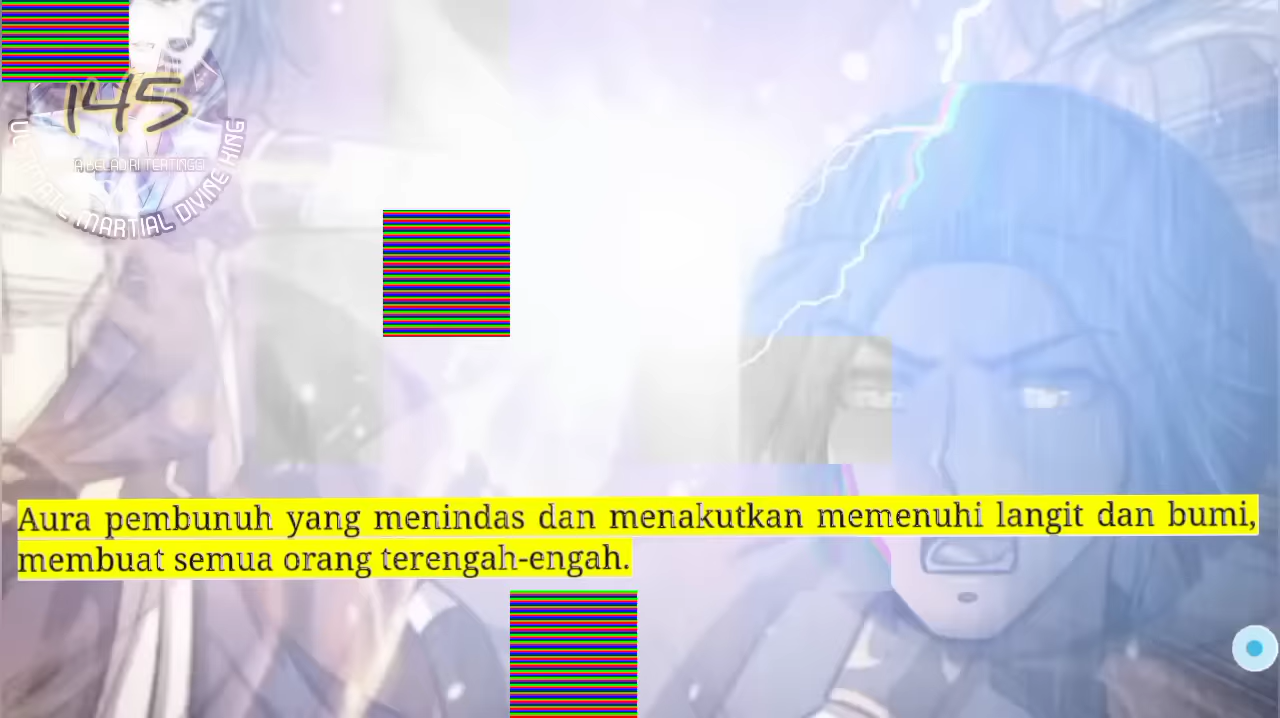 145
MARTIAL DIVINE KING
Aura pembunuh yang menindas dan menakutkan memenuhi langit dan bumi,
membuat semua orang terengah-engah.